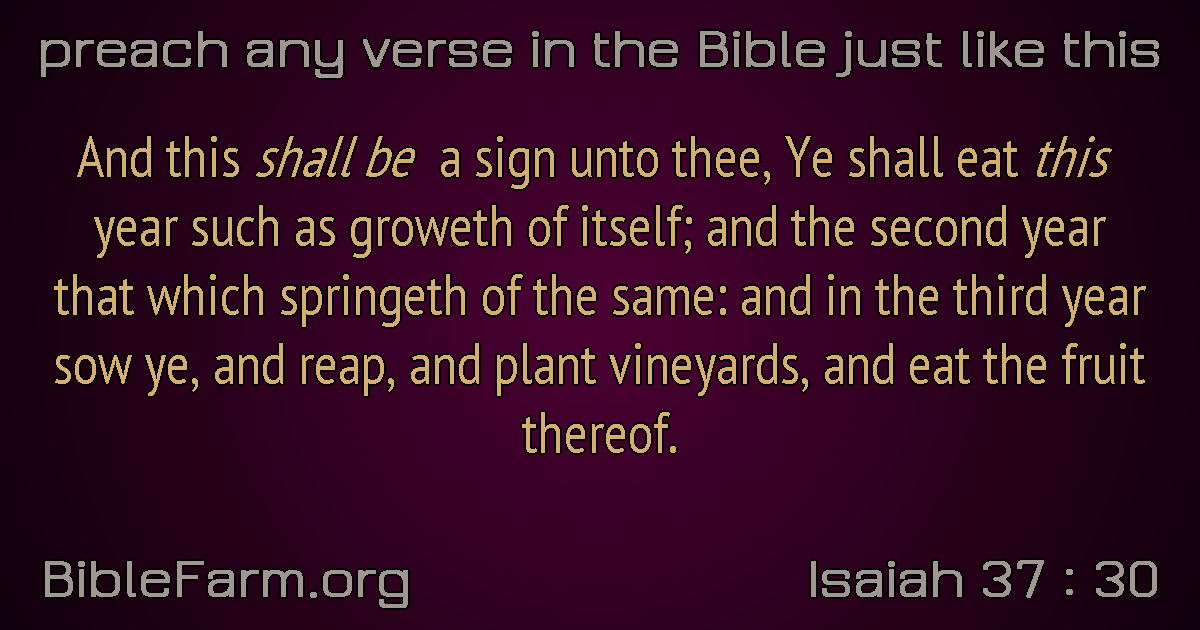 preach any verse in the Bible just like this
And this shall be a sign unto thee, Ye shall eat this
year such as groweth of itself; and the second year
that which springeth of the same: and in the third year
sow ye, and reap, and plant vineyards, and eat the fruit
thereof.
BibleFarm.org
Isaiah 37 : 30